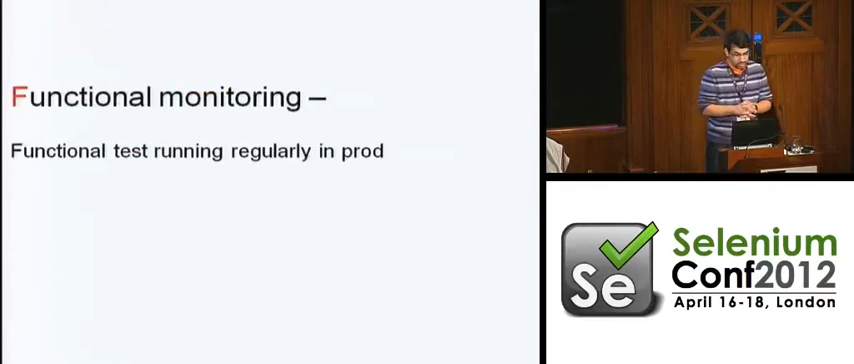 Functional monitoring –
Functional test running regularly in prod
Se
Selenium
Conf2012
April 16-18, London